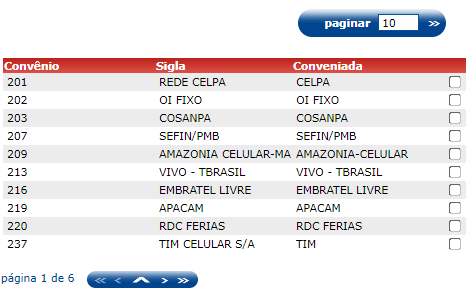 paginar 10 >>
Convênio Sigla Conveniada
201 REDE CELPA CELPA
202 OI FIXO OI FIXO
203 COSANPA COSANPA
207 SEFIN/PMB SEFIN/PMB
209 AMAZONIA CELULAR-MA AMAZONIA-CELULAR
213 VIVO - TBRASIL VIVO - TBRASIL
216 EMBRATEL LIVRE EMBRATEL LIVRE
219 APACAM APACAM
220 RDC FERIAS RDC FERIAS
237 TIM CELULAR S/A TIM
página 1 de 6